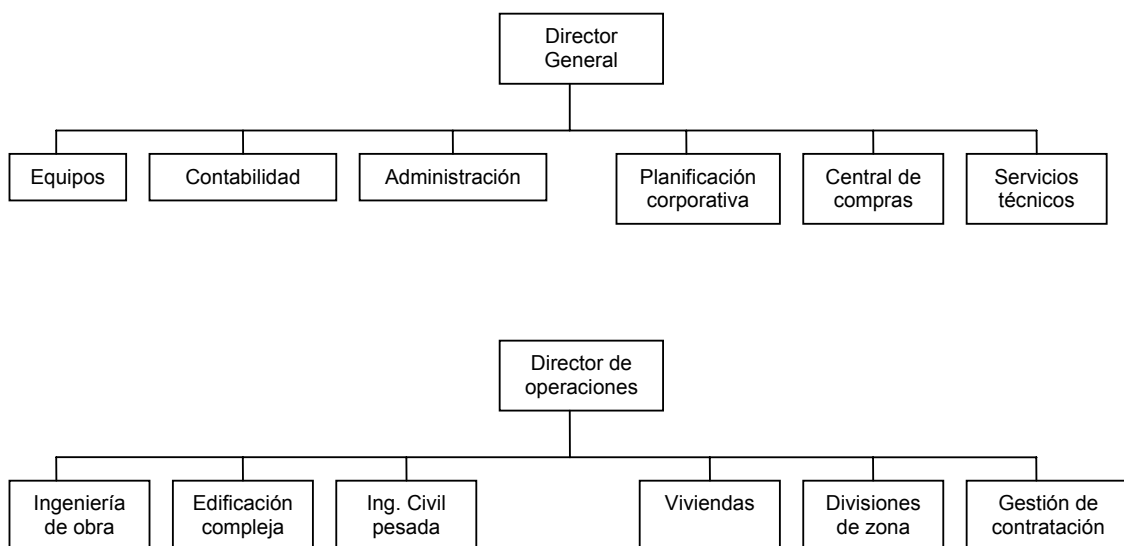 Director
General
Equipos
Contabilidad
Administración
Planificación
corporativa
Central de
compras
Servicios
técnicos
Director de
operaciones
Ingeniería
de obra
Edificación
compleja
Ing. Civil
pesada
Viviendas
Divisiones
de zona
Gestión de
contratación